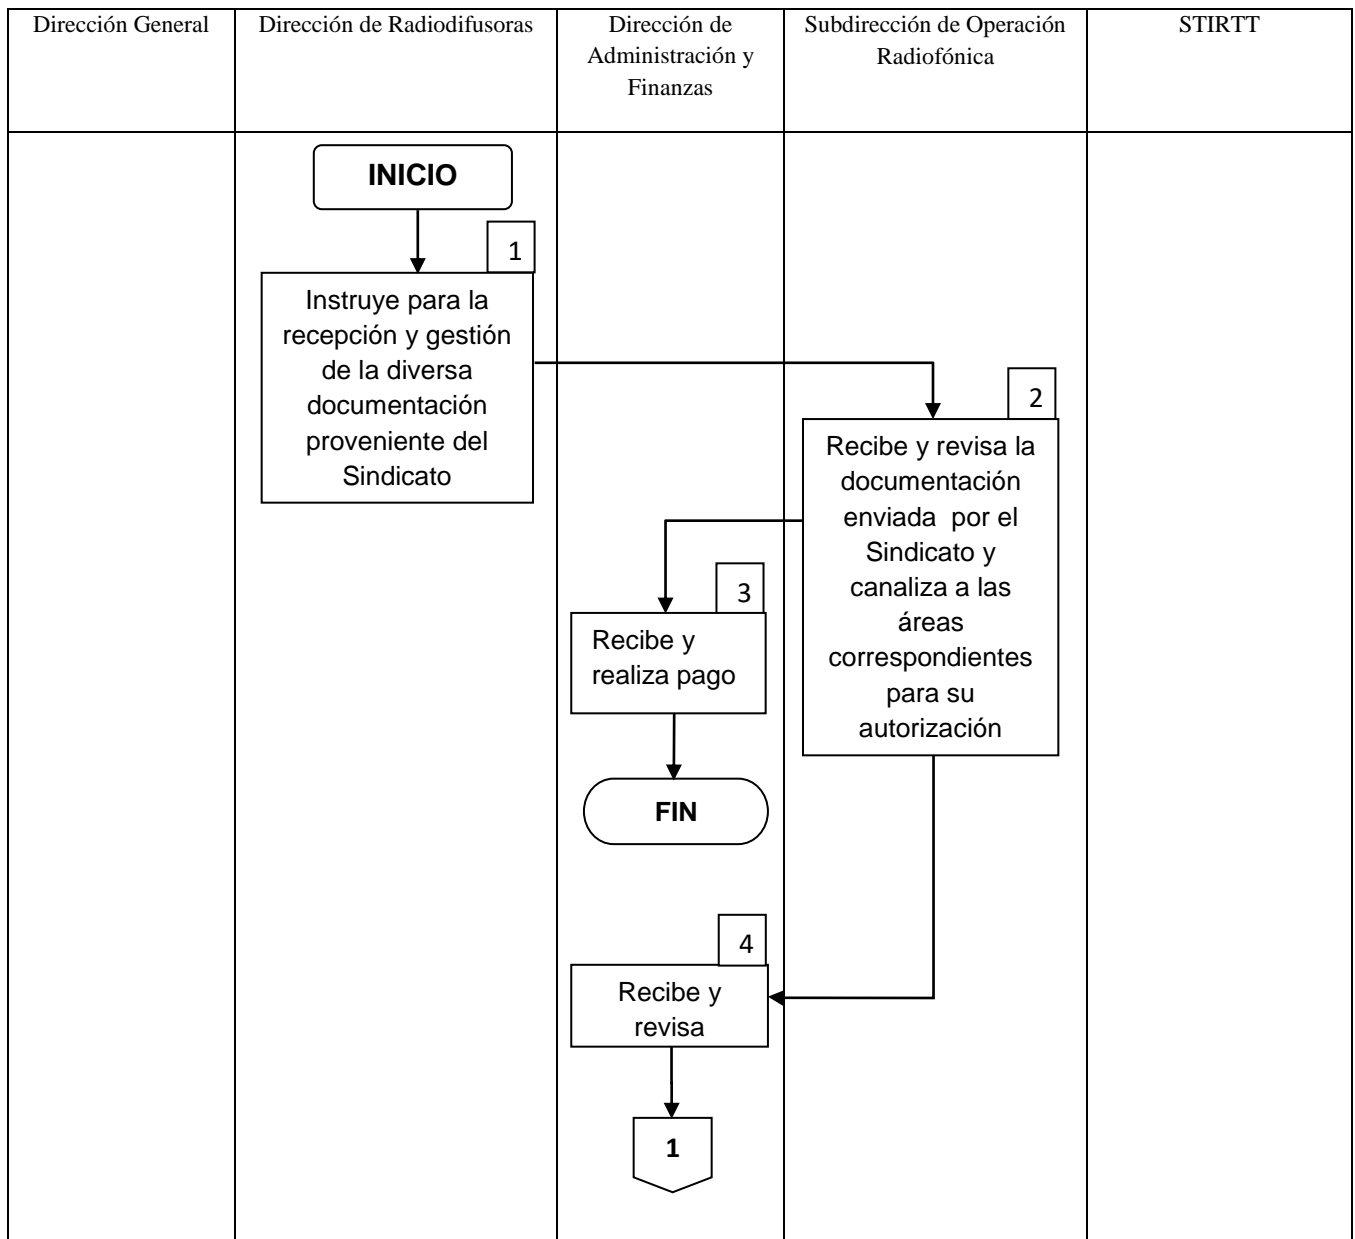 Dirección General
Dirección de Radiodifusoras
Dirección de
Administración y
Finanzas
Subdirección de Operación
Radiofónica
STIRTT
INICIO
1
Instruye para la
recepción y gestión
de la diversa
documentación
proveniente del
Sindicato
2
Recibe y revisa la
documentación
enviada por el
Sindicato y
canaliza a las
áreas
correspondientes
para su
autorización
3
Recibe y
realiza pago
FIN
4
Recibe y
revisa
1